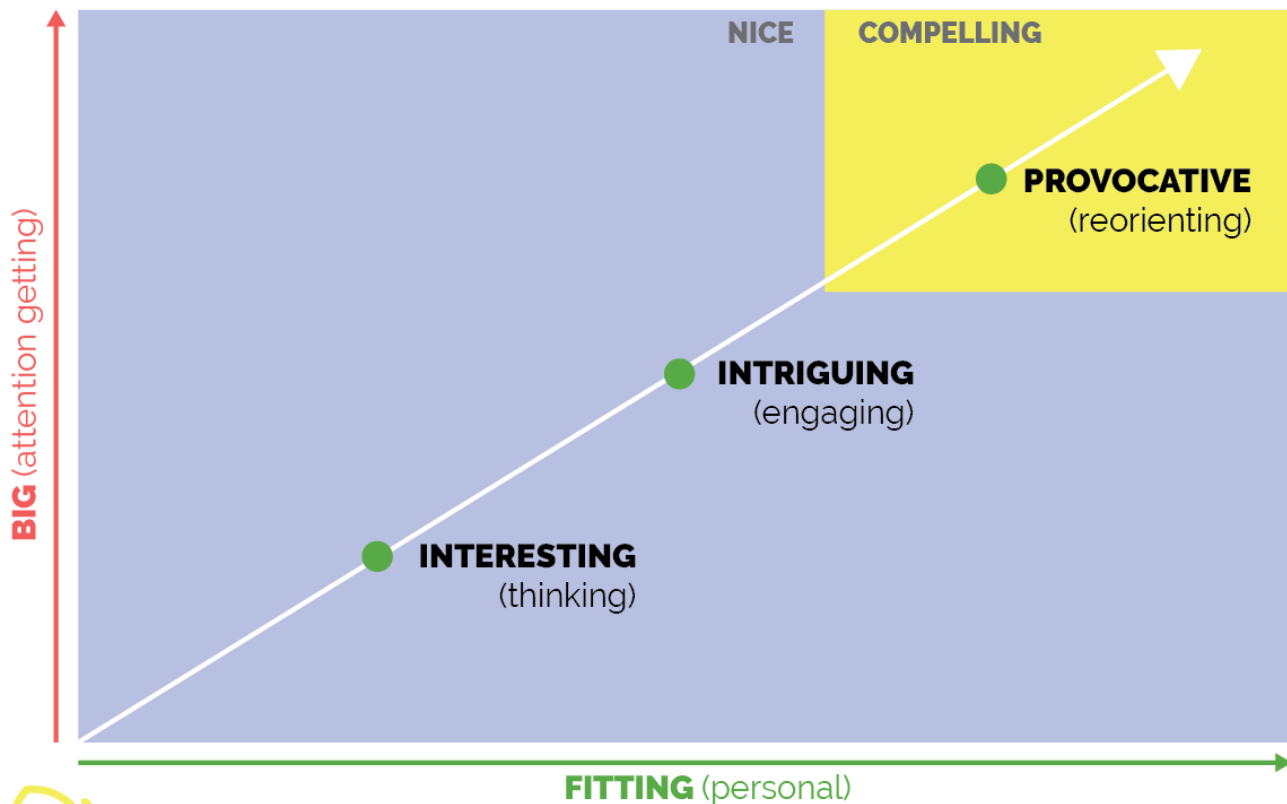 NICE
COMPELLING
PROVOCATIVE
(reorienting)
INTRIGUING
(engaging)
INTERESTING
(thinking)
BIG (attention getting)
FITTING (personal)